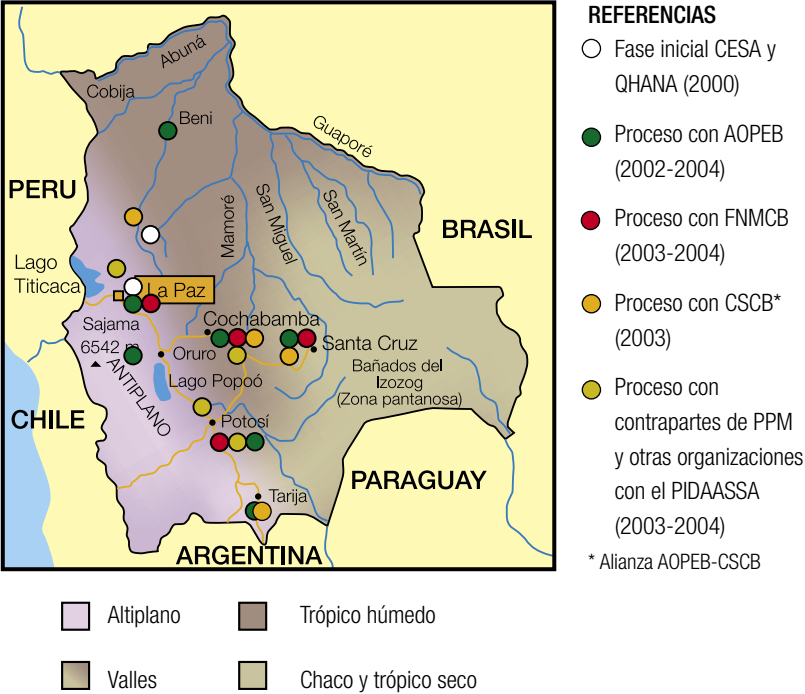 Abuná
Cobija
Beni
Guaporé
PERU
Mamoré
San Miguel
San Martín
BRASIL
Lago
Titicaca
La Paz
Sajama
6542 m
Cochabamba
Santa Cruz
Oruro
ANTIPLANO
Lago Popoó
Bañados del
Izozog
(Zona pantanosa)
CHILE
Potosí
PARAGUAY
Tarija
ARGENTINA
REFERENCIAS
Fase inicial CESA y
QHANA (2000)
Proceso con AOPEB
(2002-2004)
Proceso con FNMCB
(2003-2004)
Proceso con CSCB*
(2003)
Proceso con
contrapartes de PPM
y otras organizaciones
con el PIDAASSA
(2003-2004)
* Alianza AOPEB-CSCB
Altiplano
Trópico húmedo
Valles
Chaco y trópico seco